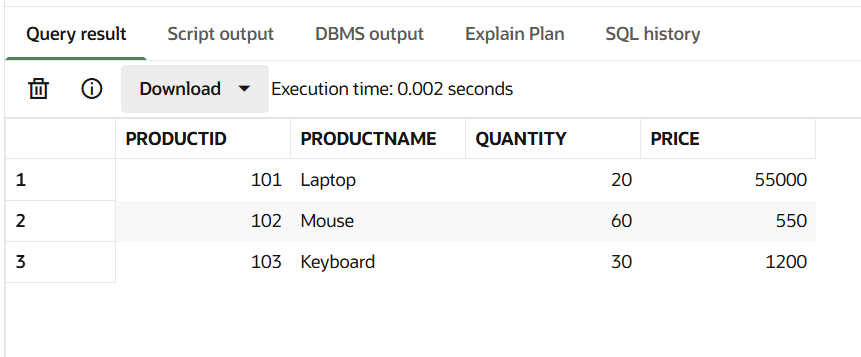 Query result Script output DBMS output Explain Plan SQL history
Download Execution time: 0.002 seconds
PRODUCTID PRODUCTNAME QUANTITY PRICE
1 101 Laptop 20 55000
2 102 Mouse 60 550
3 103 Keyboard 30 1200